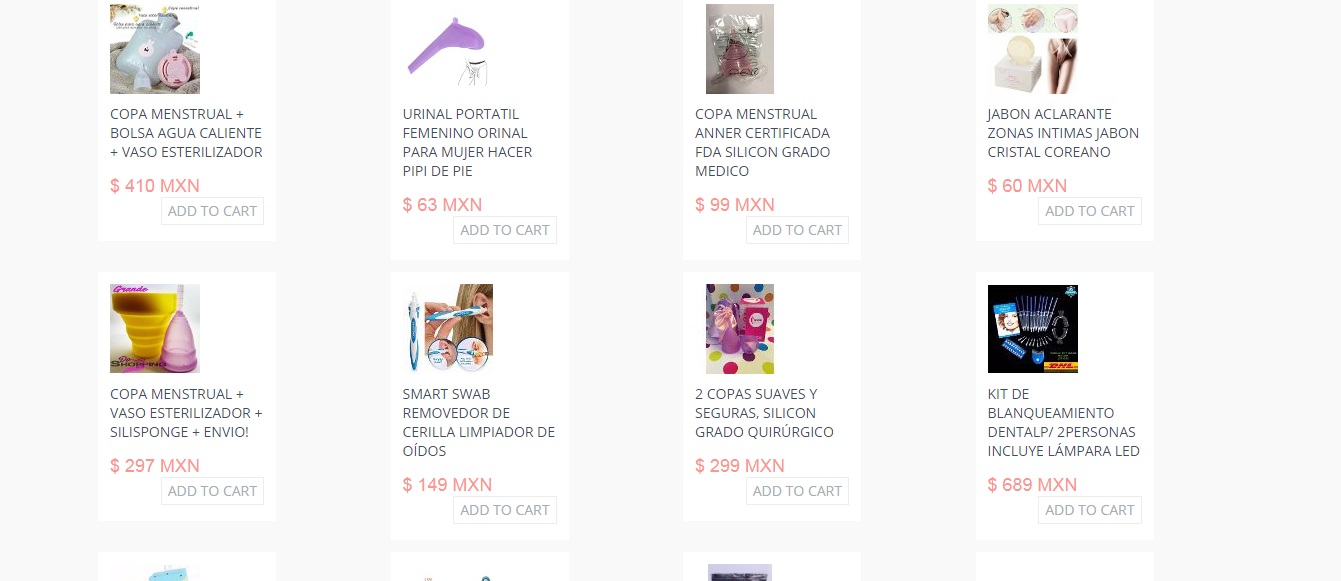 COPA MENSTRUAL +
BOLSA AGUA CALIENTE
+ VASO ESTERILIZADOR
$ 410 MXN
ADD TO CART
URINAL PORTATIL
FEMENINO ORINAL
PARA MUJER HACER
PIPI DE PIE
$ 63 MXN
ADD TO CART
COPA MENSTRUAL
ANNER CERTIFICADA
FDA SILICON GRADO
MEDICO
$ 99 MXN
ADD TO CART
JABON ACLARANTE
ZONAS INTIMAS JABON
CRISTAL COREANO
$ 60 MXN
ADD TO CART
Grande
SHOPPING
COPA MENSTRUAL +
VASO ESTERILIZADOR +
SILISPONGE + ENVIO!
$ 297 MXN
ADD TO CART
SMART SWAB
REMOVEDOR DE
CERILLA LIMPIADOR DE
OÍDOS
$ 149 MXN
ADD TO CART
2 COPAS SUAVES Y
SEGURAS, SILICON
GRADO QUIRÚRGICO
$ 299 MXN
ADD TO CART
DHL
KIT DE
BLANQUEAMIENTO
DENTALP/ 2PERSONAS
INCLUYE LÁMPARA LED
$ 689 MXN
ADD TO CART